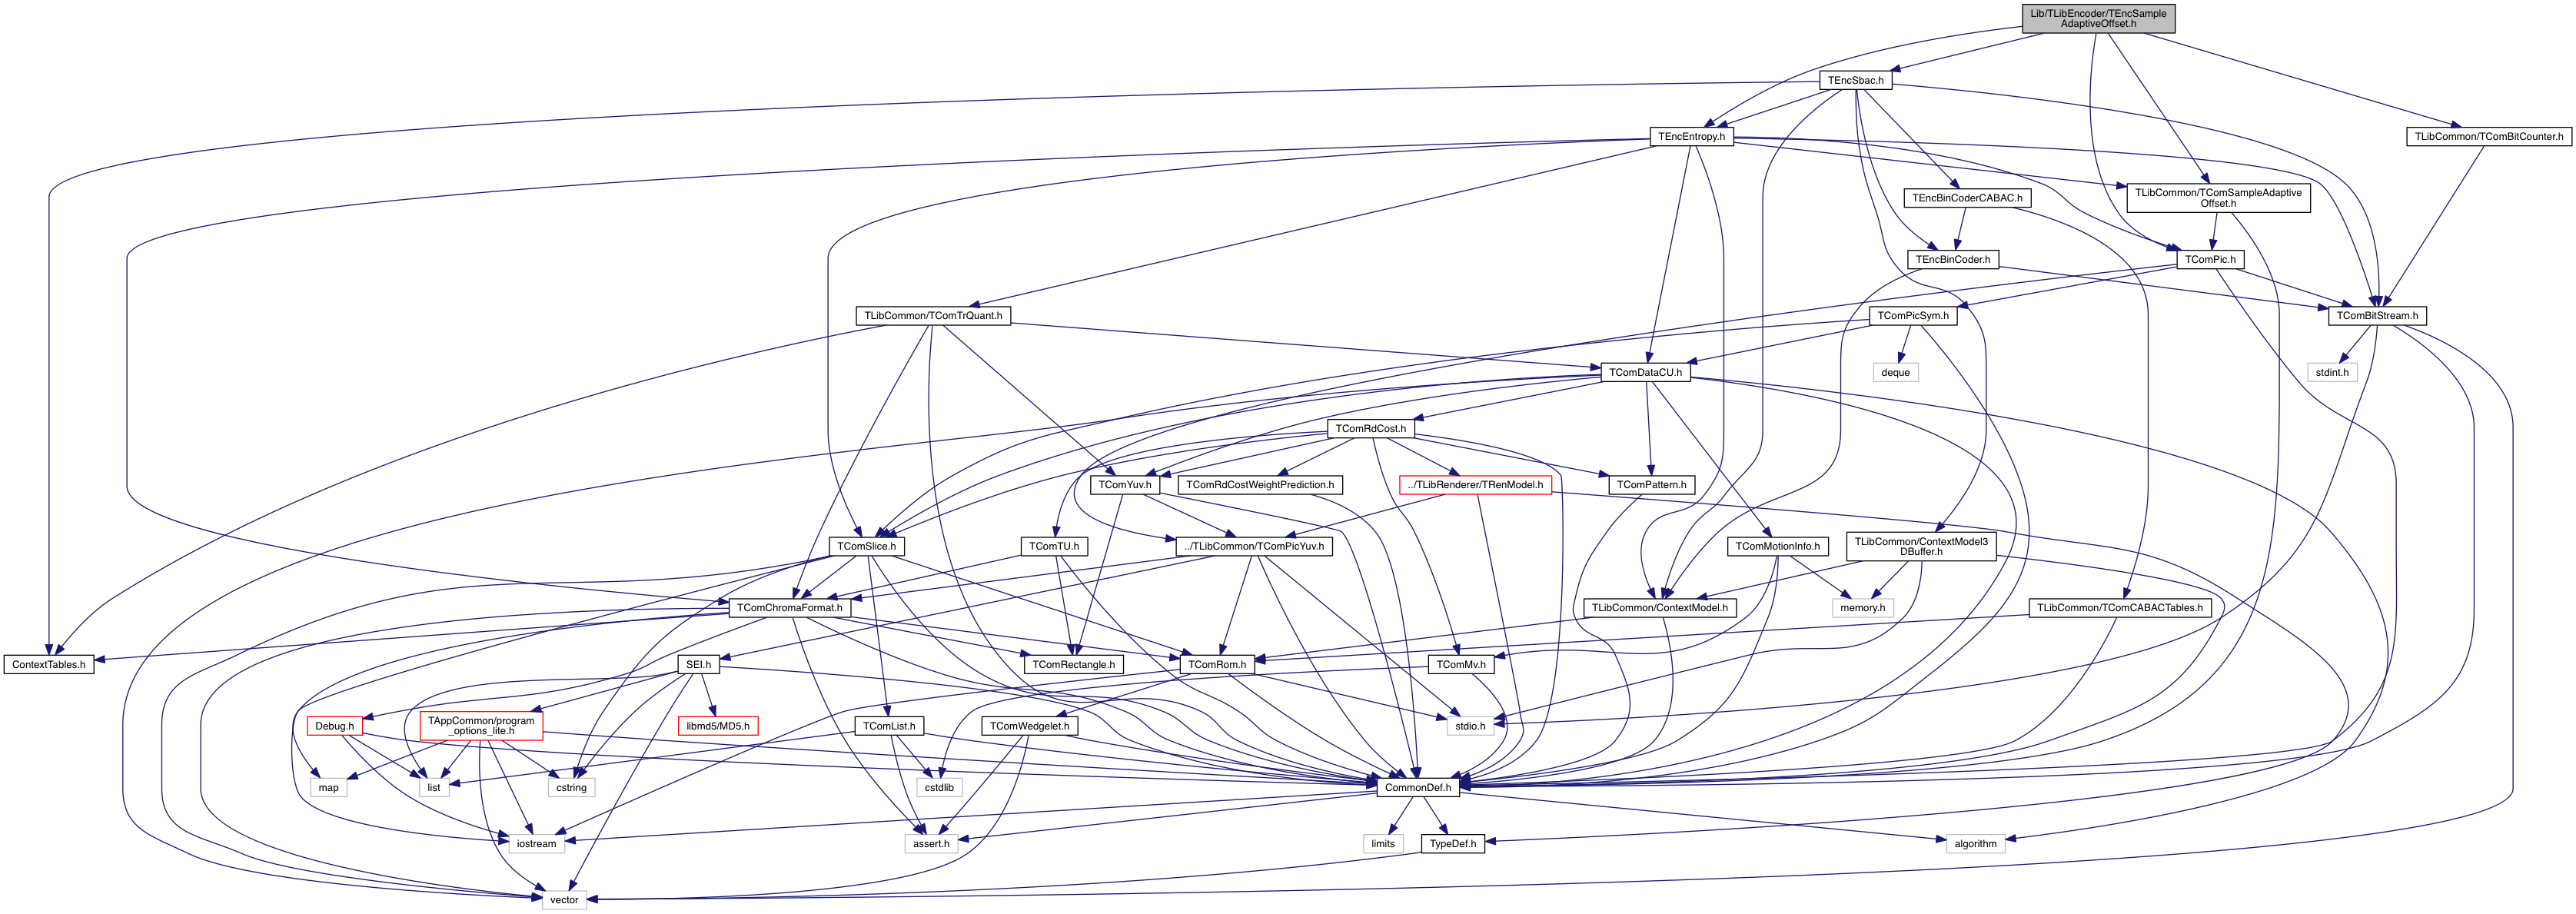 Lib/TLibEncoder/TEncSample
AdaptiveOffset.h
TEncSbac.h
TEncEntropy.h
TLibCommon/TComBitCounter.h
TEncBinCoderCABAC.h
TLibCommon/TComSampleAdaptive
Offset.h
TEncBinCoder.h
TComPic.h
TLibCommon/TComTrQuant.h
TComPicSym.h
TComBitStream.h
TComDataCU.h
deque
stdint.h
TComRdCost.h
TComYuv.h
TComRdCostWeightPrediction.h
../TLibRenderer/TRenModel.h
TComPattern.h
TComSlice.h
TComTU.h
../TLibCommon/TComPicYuv.h
TComMotionInfo.h
TLibCommon/ContextModel3
DBuffer.h
TComChromaFormat.h
TLibCommon/ContextModel.h
memory.h
TLibCommon/TComCABACTables.h
ContextTables.h
SEI.h
TComRectangle.h
TComRom.h
TComMv.h
Debug.h
TAppCommon/program
_options_lite.h
libmd5/MD5.h
TComList.h
TComWedgelet.h
stdio.h
map
list
cstring
cstdlib
CommonDef.h
iostream
assert.h
limits
TypeDef.h
algorithm
vector